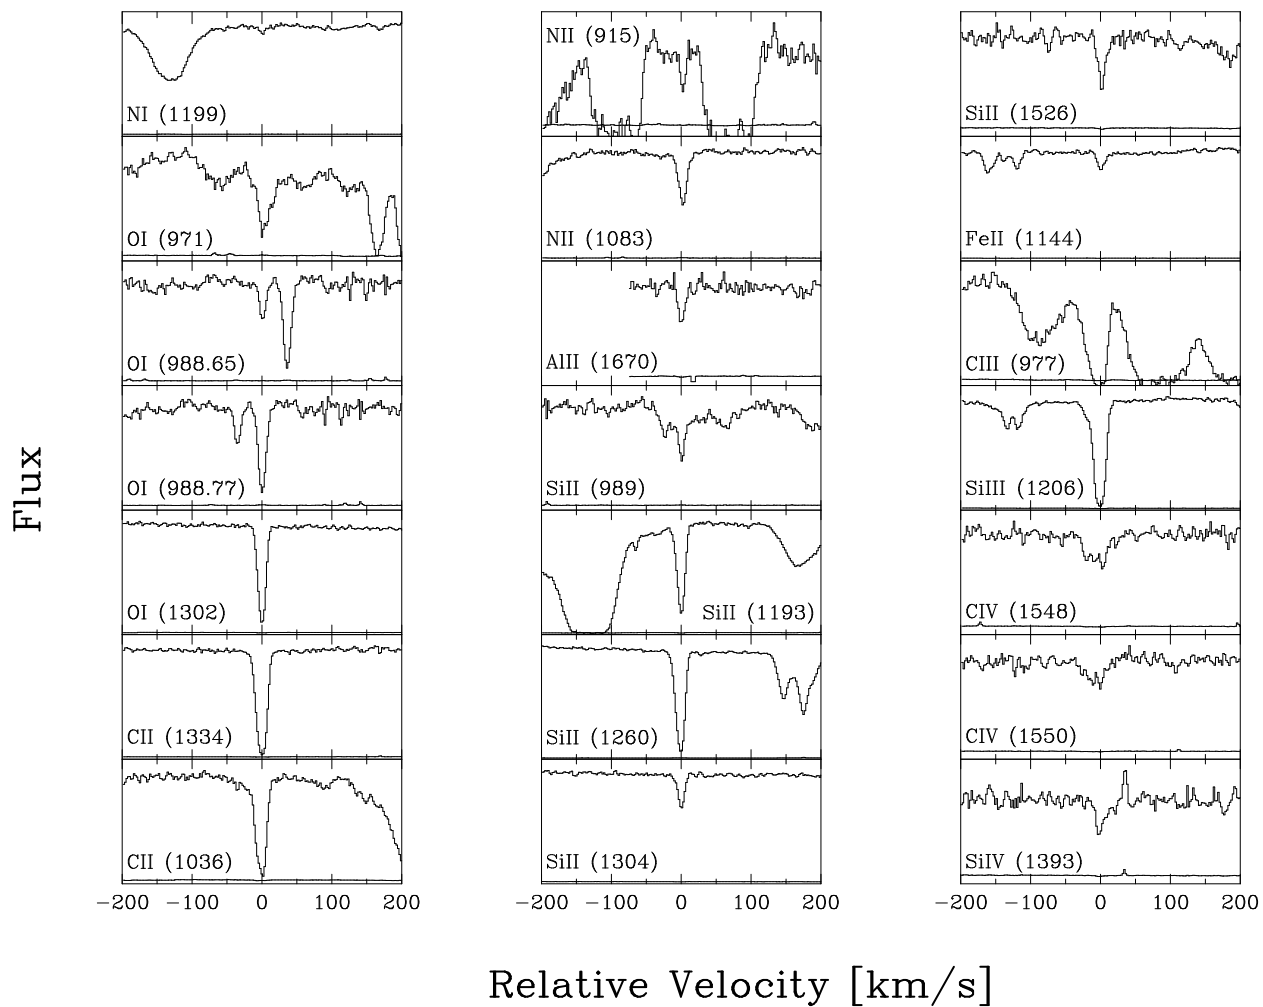 NI (1199)
OI (971)
OI (988.65)
OI (988.77)
OI (1302)
CII (1334)
CII (1036)
-200 -100 0 100 200
NII (915)
NII (1083)
AlII (1670)
SiII (989)
SiII (1193)
SiII (1260)
SiII (1304)
-200 -100 0 100 200
SiII (1526)
FeII (1144)
CIII (977)
SiIII (1206)
CIV (1548)
CIV (1550)
SiIV (1393)
-200 -100 0 100 200
Flux
Relative Velocity [km/s]